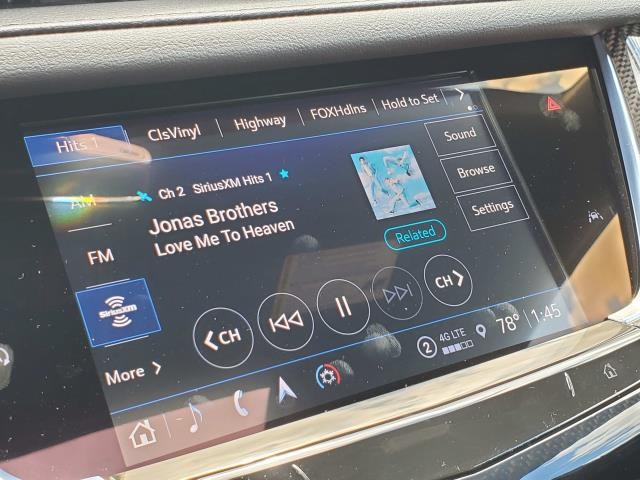 Hits 1 ClsVinyl Highway FOXHdlns Hold to Set
AM
Ch 2 SiriusXM Hits 1
Jonas Brothers
Love Me To Heaven
Sound
Browse
Settings
Related
FM
SiriusXM
CH CH
More
2 4G LTE 78° 1:45